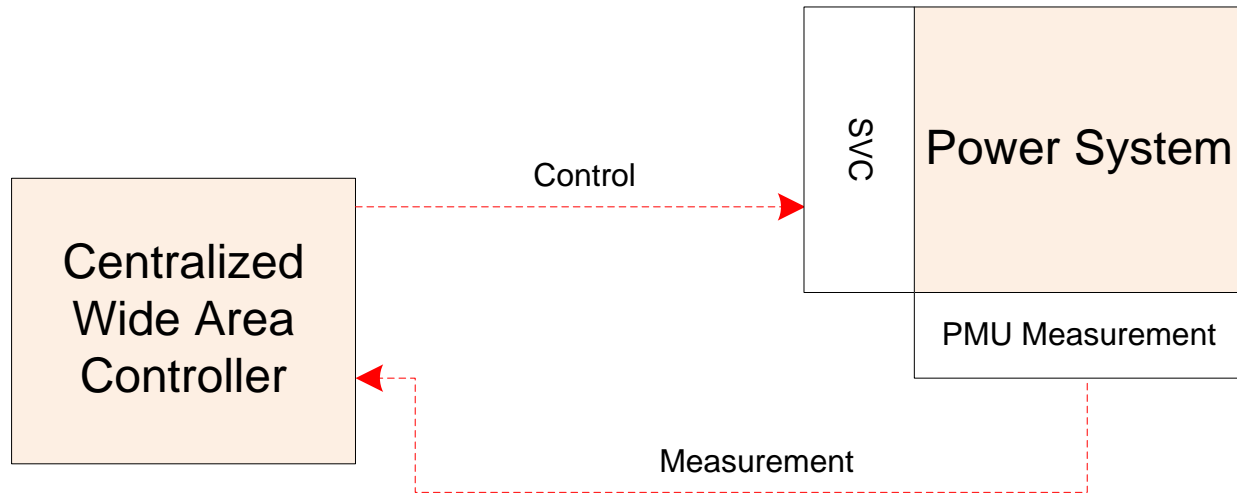 SVC
Power System
Control
Centralized
Wide Area
Controller
PMU Measurement
Measurement